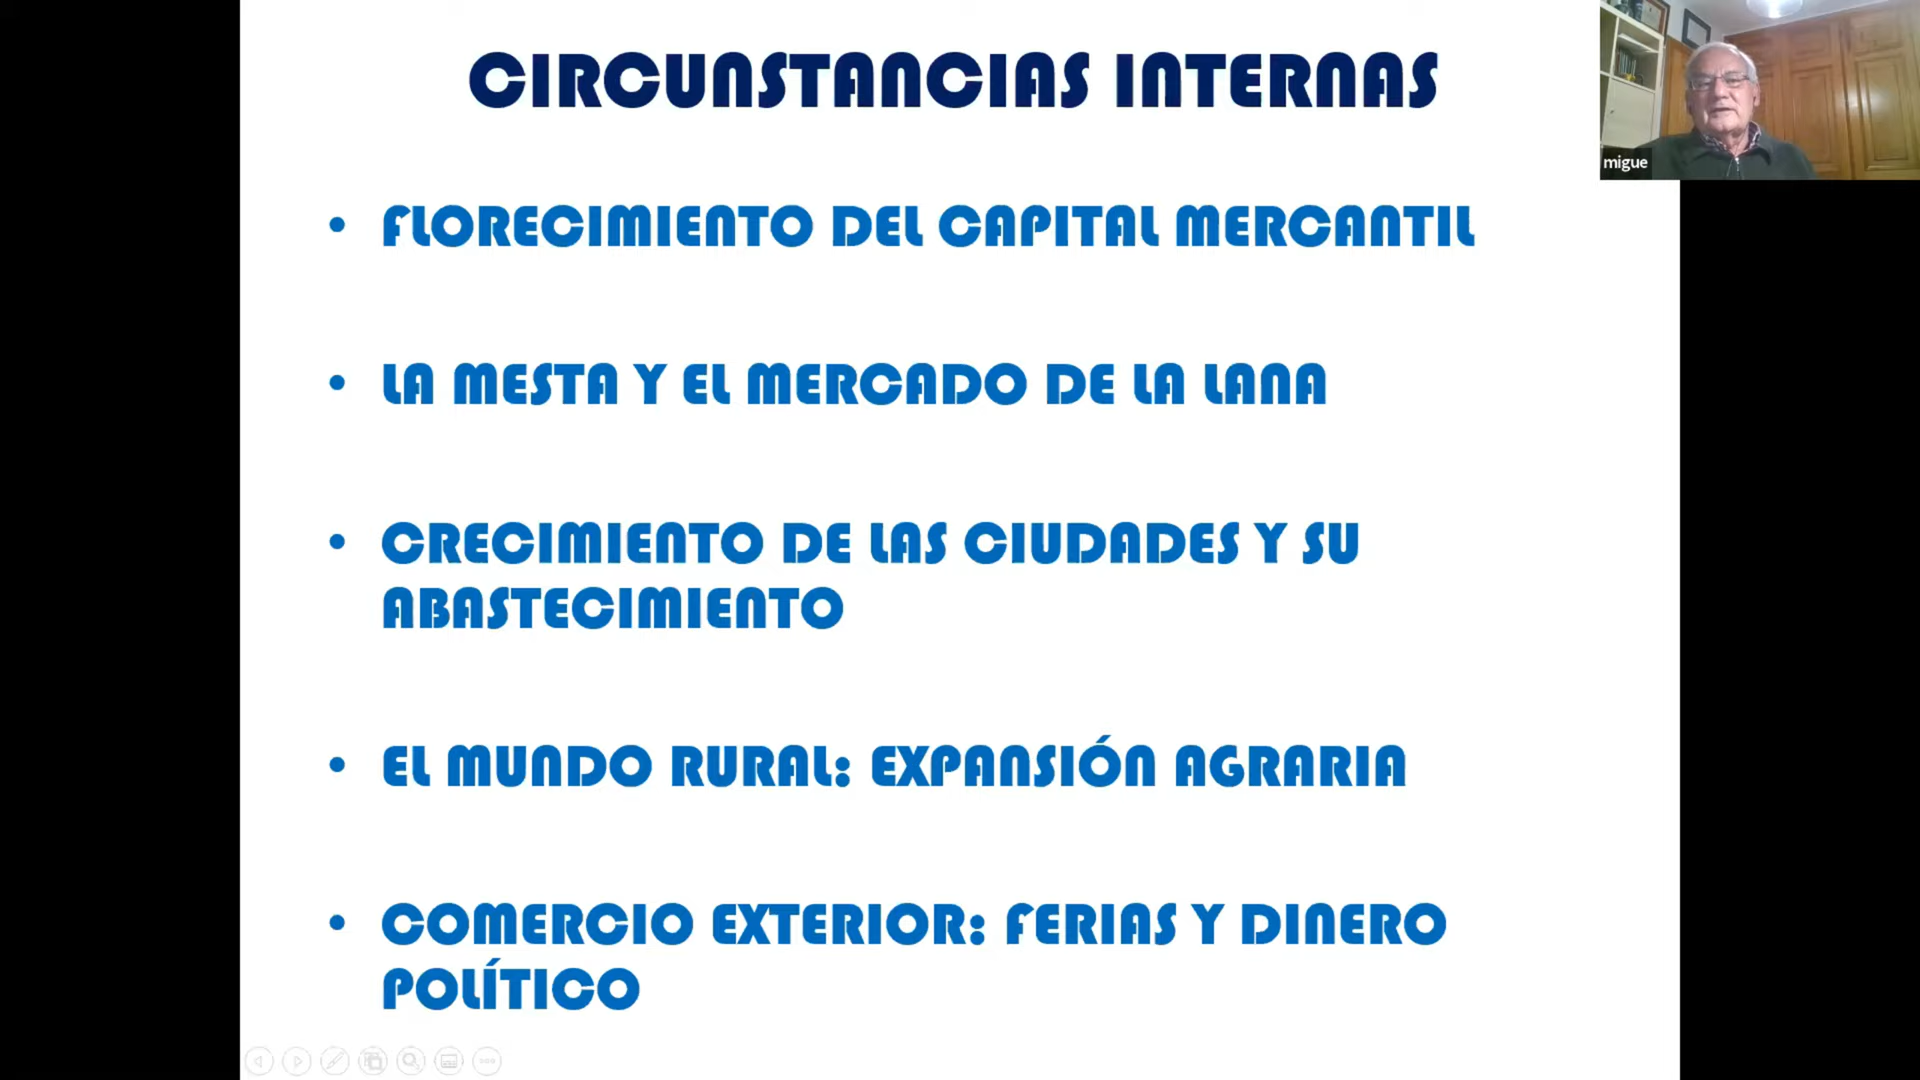 CIRCUNSTANCIAS INTERNAS
migue
• FLORECIMIENTO DEL CAPITAL MERCANTIL
• LA MESTA Y EL MERCADO DE LA LANA
• CRECIMIENTO DE LAS CIUDADES Y SU
ABASTECIMIENTO
• EL MUNDO RURAL: EXPANSIÓN AGRARIA
• COMERCIO EXTERIOR: FERIAS Y DINERO
POLÍTICO